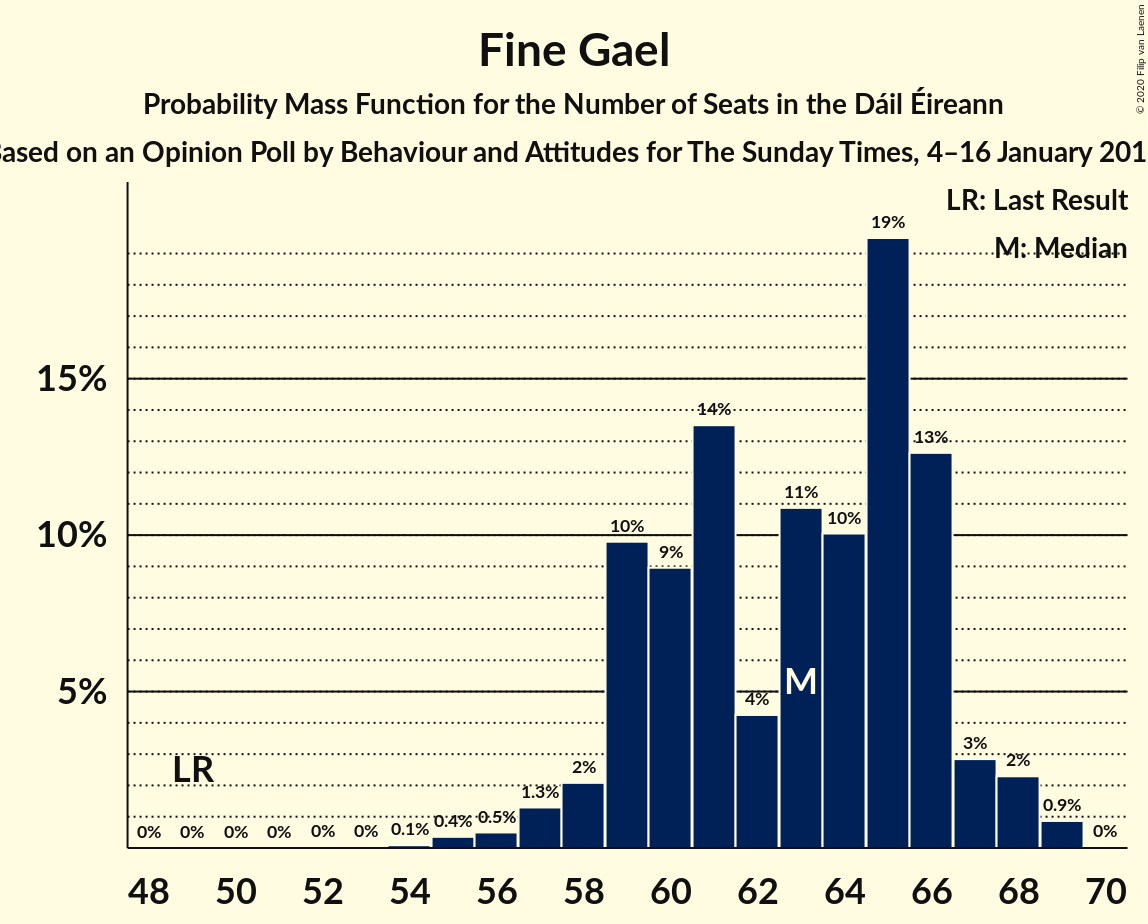 Fine Gael
Probability Mass Function for the Number of Seats in the Dáil Éireann
Based on an Opinion Poll by Behaviour and Attitudes for The Sunday Times, 4–16 January 201
© 2020 Filip van Laenen
LR: Last Result
M: Median
19%
15%
14%
13%
11%
10%
10%
10%
9%
5%
4%
M
LR
3%
2%
2%
1.3%
0.9%
0.5%
0.4%
0.1%
0% 0% 0% 0% 0% 0% 0%
48 50 52 54 56 58 60 62 64 66 68 70